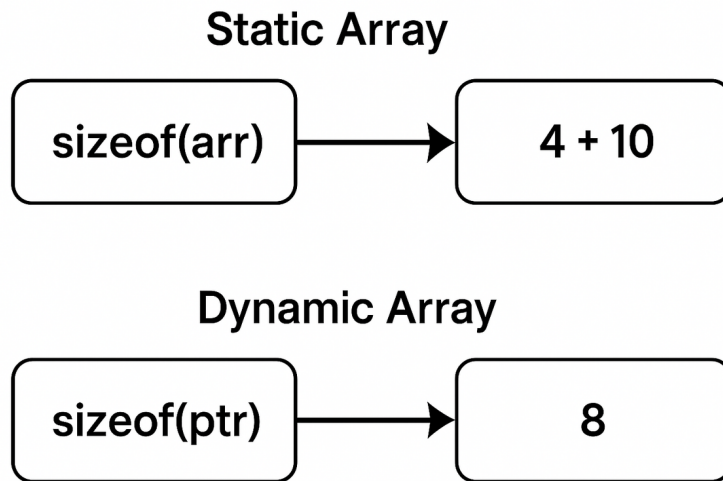 Static Array
sizeof(arr)
4 + 10
Dynamic Array
sizeof(ptr)
8